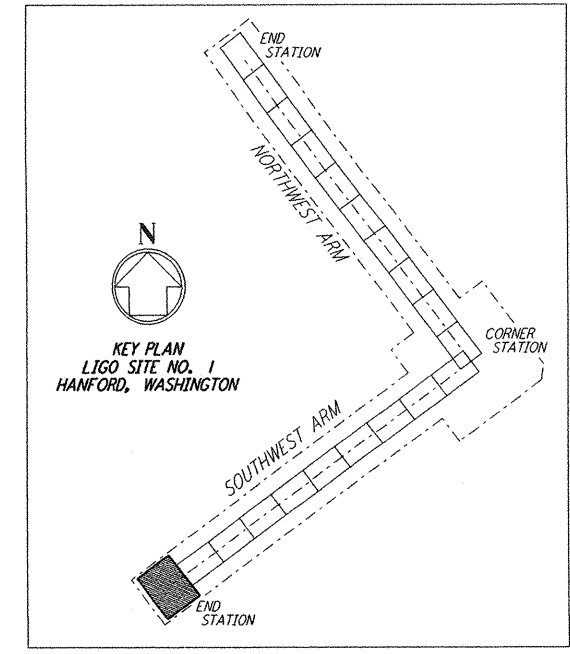 END
STATION
NORTHWEST ARM
N
KEY PLAN
LIGO SITE NO. 1
HANFORD, WASHINGTON
CORNER
STATION
SOUTHWEST ARM
END
STATION